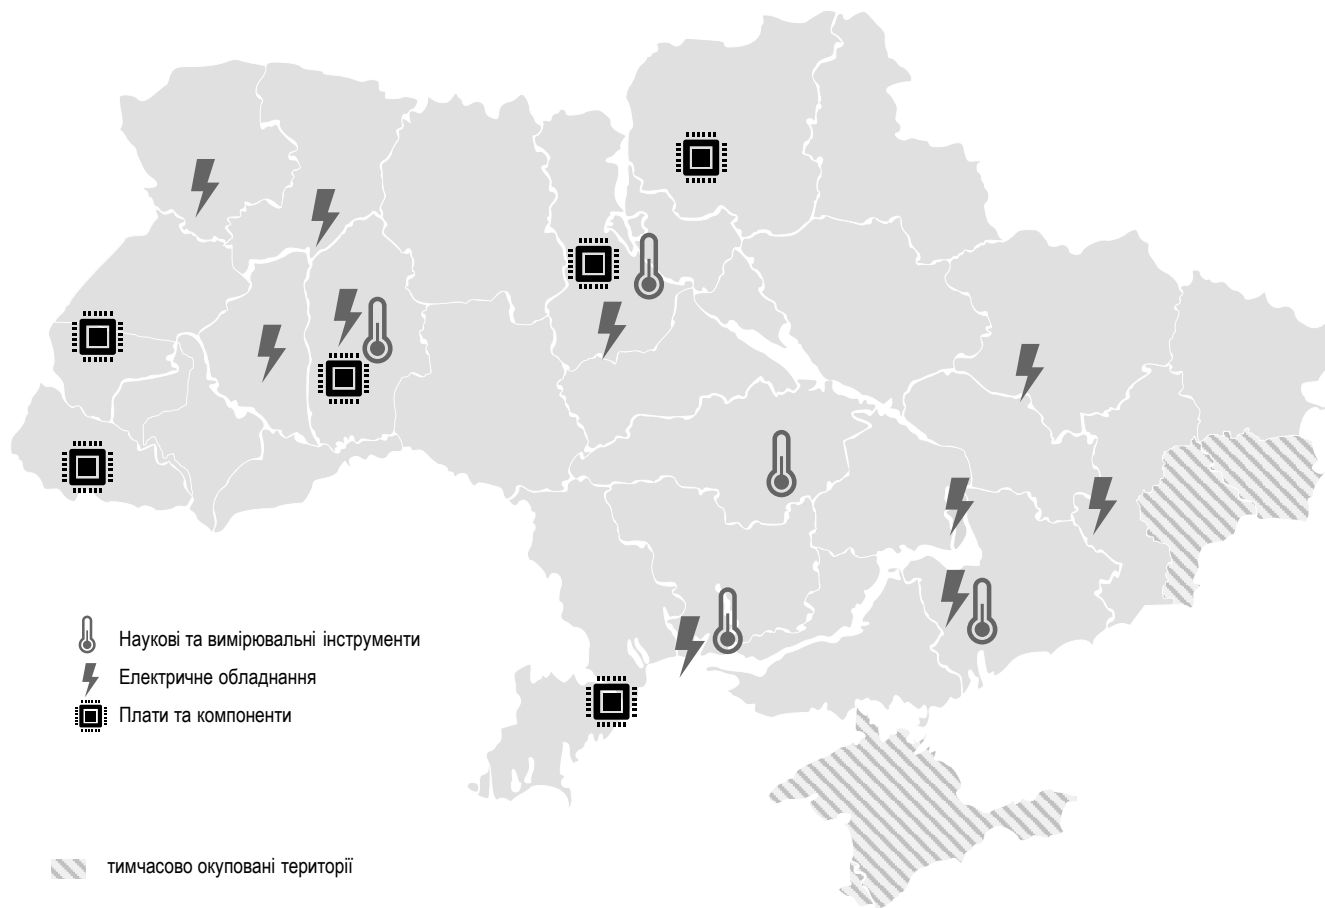 Наукові та вимірювальні інструменти
Електричне обладнання
Плати та компоненти
тимчасово окуповані території